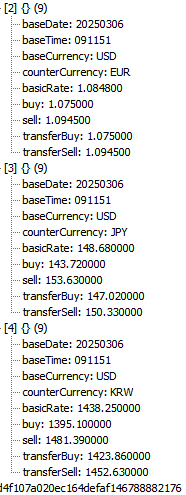 [2] {} (9)
baseDate: 20250306
baseTime: 091151
baseCurrency: USD
counterCurrency: EUR
basicRate: 1.084800
buy: 1.075000
sell: 1.094500
transferBuy: 1.075000
transferSell: 1.094500
[3] {} (9)
baseDate: 20250306
baseTime: 091151
baseCurrency: USD
counterCurrency: JPY
basicRate: 148.680000
buy: 143.720000
sell: 153.630000
transferBuy: 147.020000
transferSell: 150.330000
[4] {} (9)
baseDate: 20250306
baseTime: 091151
baseCurrency: USD
counterCurrency: KRW
basicRate: 1438.250000
buy: 1395.100000
sell: 1481.390000
transferBuy: 1423.860000
transferSell: 1452.630000
d4f107a020ec164defaf146788882176